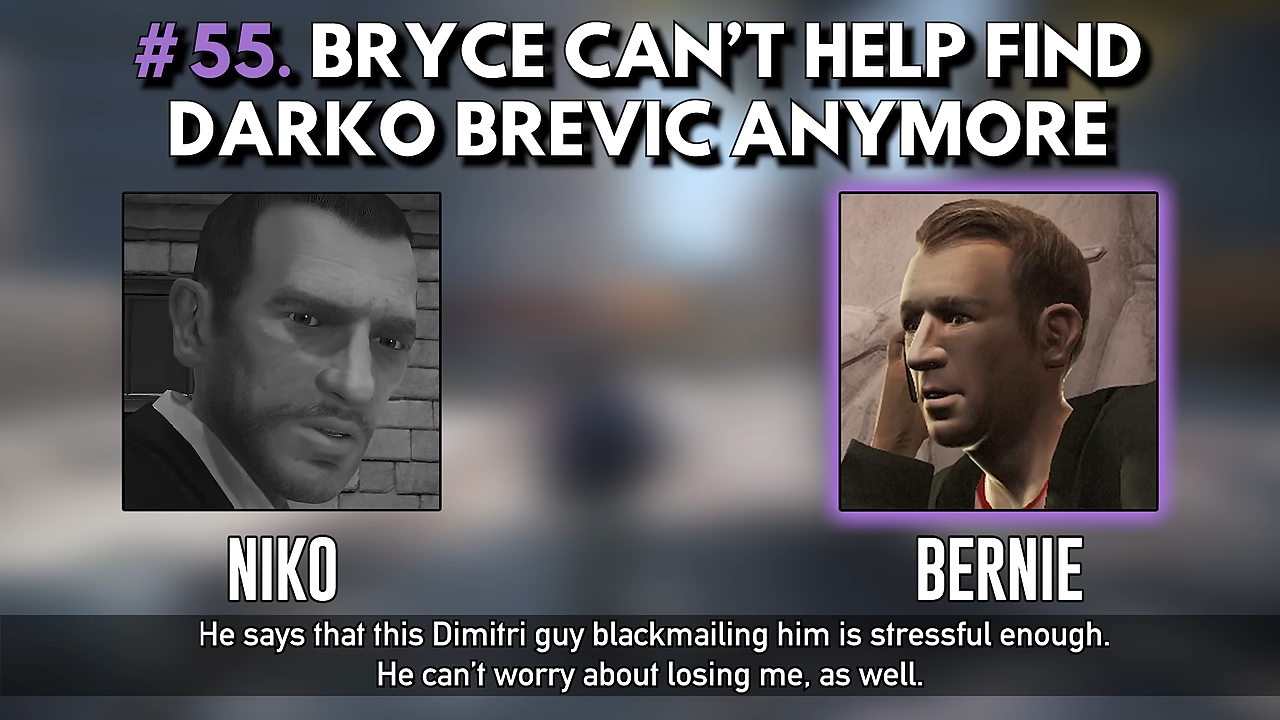 #55. BRYCE CAN'T HELP FIND
DARKO BREVIC ANYMORE
NIKO
BERNIE
He says that this Dimitri guy blackmailing him is stressful enough.
He can't worry about losing me, as well.